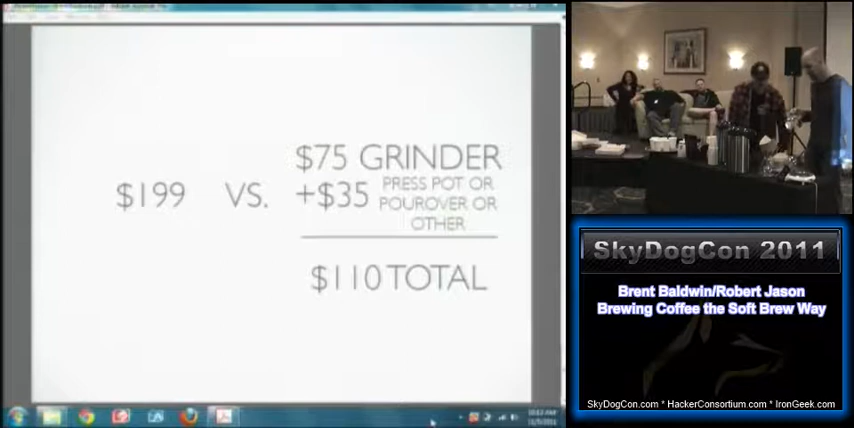 $199 VS.
$75 GRINDER
+$35 PRESS POT OR
POUROVER OR
OTHER
$110 TOTAL
SkyDogCon 2011
Brent Baldwin/Robert Jason
Brewing Coffee the Soft Brew Way
SkyDogCon.com * HackerConsortium.com * IronGeek.com